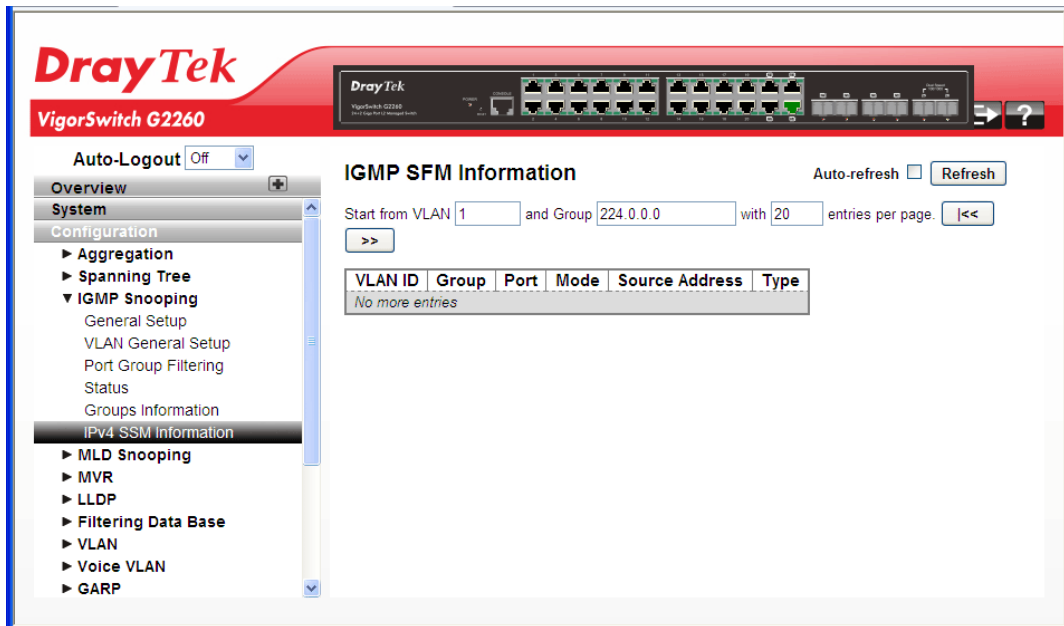 DrayTek
VigorSwitch G2260
DrayTek
VigorSwitch G2260
CONSOLE
?
Auto-Logout Off
Overview
System
Configuration
Aggregation
Spanning Tree
IGMP Snooping
General Setup
VLAN General Setup
Port Group Filtering
Status
Groups Information
IPv4 SSM Information
MLD Snooping
MVR
LLDP
Filtering Data Base
VLAN
Voice VLAN
GARP
IGMP SFM Information
Auto-refresh Refresh
Start from VLAN 1 and Group 224.0.0.0 with 20 entries per page. |<<
>>
VLAN ID Group Port Mode Source Address Type
No more entries